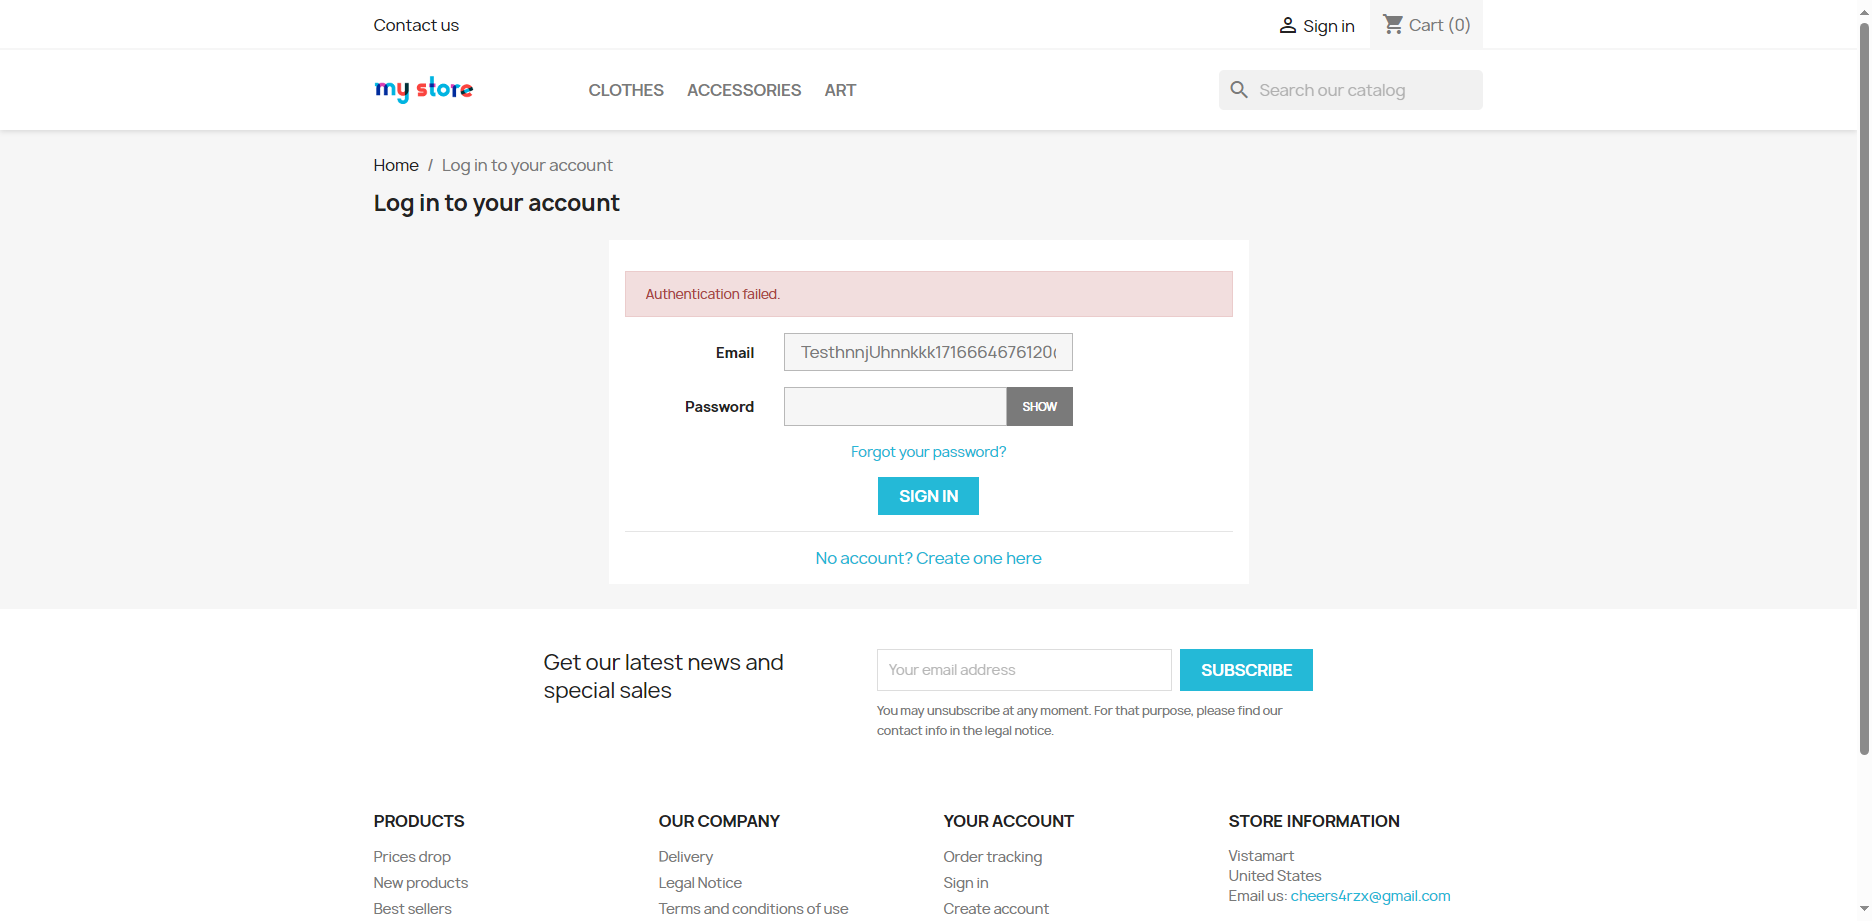 Contact us
Sign in
Cart (0)
my store
CLOTHES
ACCESSORIES
ART
Search our catalog
Home / Log in to your account
Log in to your account
Authentication failed.
Email
TesthnnjUhnnkkk1716664676120
Password
SHOW
Forgot your password?
SIGN IN
No account? Create one here
Get our latest news and
special sales
Your email address
SUBSCRIBE
You may unsubscribe at any moment. For that purpose, please find our
contact info in the legal notice.
PRODUCTS
Prices drop
New products
Best sellers
OUR COMPANY
Delivery
Legal Notice
Terms and conditions of use
YOUR ACCOUNT
Order tracking
Sign in
Create account
STORE INFORMATION
Vistamart
United States
Email us: cheers4rzx@gmail.com